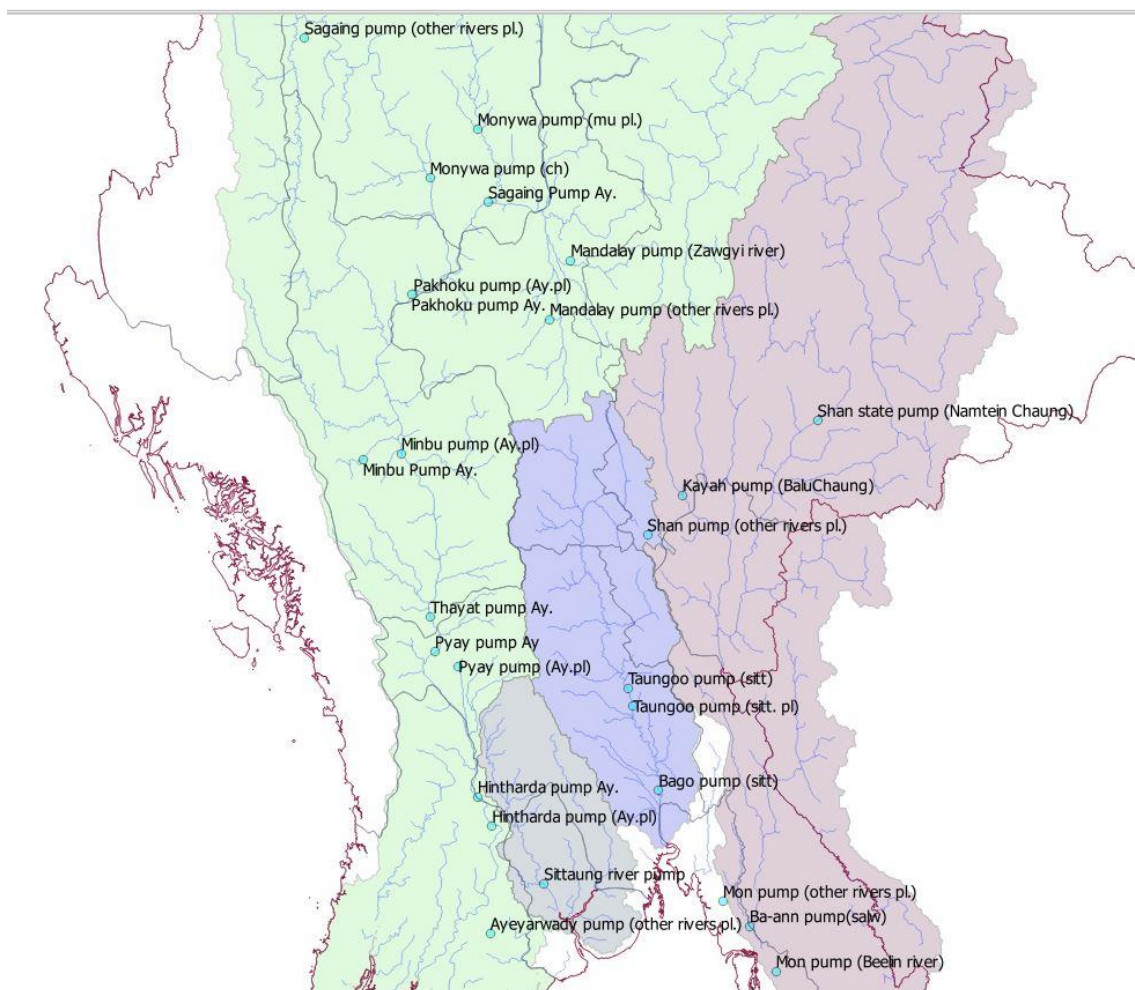 Sagaing pump (other rivers pl.)
Monywa pump (mu pl.)
Monywa pump (ch)
Sagaing Pump Ay.
Mandalay pump (Zawgyi river)
Pakhoku pump (Ay.pl)
Pakhoku pump Ay.
Mandalay pump (other rivers pl.)
Shan state pump (Namtein Chaung)
Minbu pump (Ay.pl)
Minbu Pump Ay.
Kayah pump (BaluChaung)
Shan pump (other rivers pl.)
Thayat pump Ay.
Pyay pump Ay
Pyay pump (Ay.pl)
Taungoo pump (sitt)
Taungoo pump (sitt. pl)
Bago pump (sitt)
Hintharda pump Ay.
Hintharda pump (Ay.pl)
Sittaung river pump
Mon pump (other rivers pl.)
Ba-ann pump(salw)
Ayeyarwady pump (other rivers pl.)
Mon pump (Beelin river)